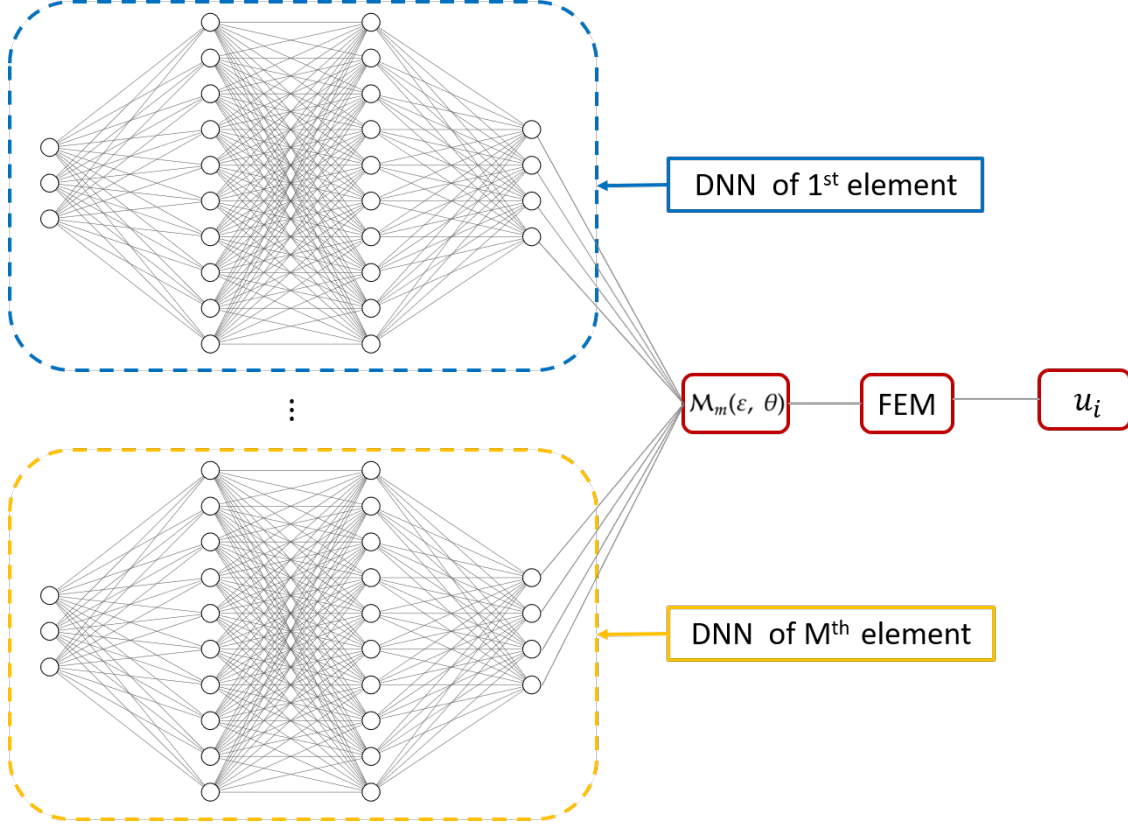 DNN of 1st element
⋮
ℳₘ(ε, θ)
FEM
uᵢ
DNN of Mth element